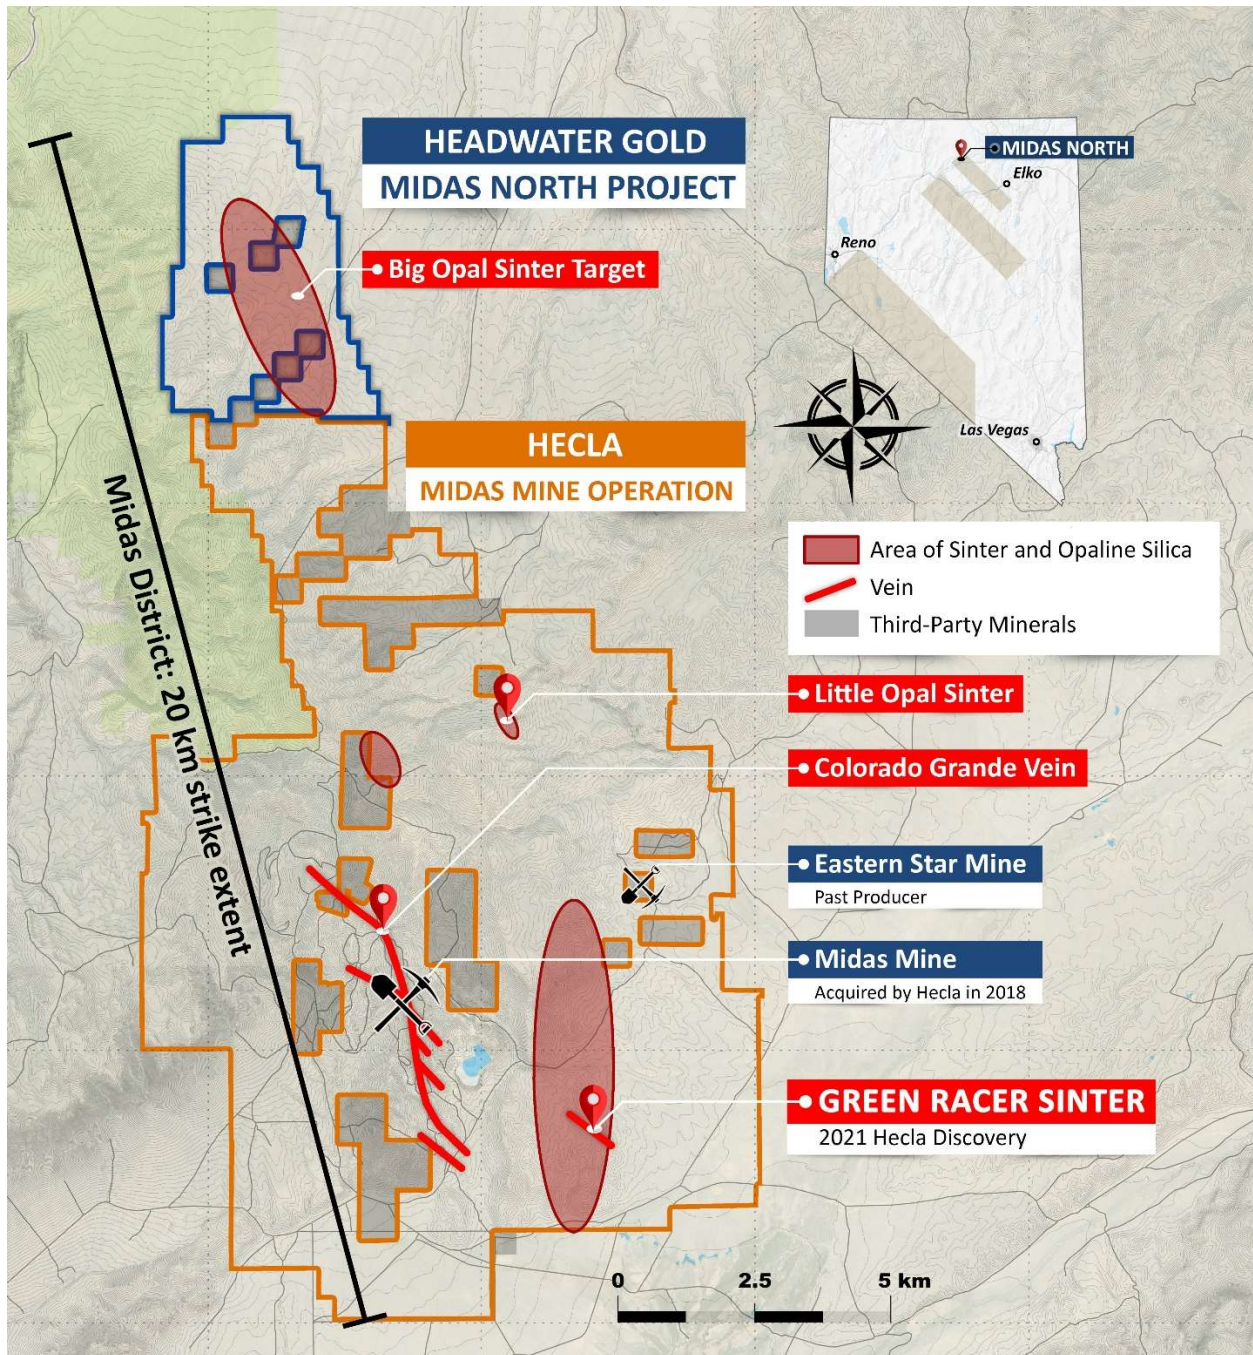 HEADWATER GOLD
MIDAS NORTH PROJECT
Big Opal Sinter Target
MIDAS NORTH
Elko
Reno
Las Vegas
HECLA
MIDAS MINE OPERATION
Area of Sinter and Opaline Silica
Vein
Third-Party Minerals
Midas District: 20 km strike extent
Little Opal Sinter
Colorado Grande Vein
Eastern Star Mine
Past Producer
Midas Mine
Acquired by Hecla in 2018
GREEN RACER SINTER
2021 Hecla Discovery
0 2.5 5 km